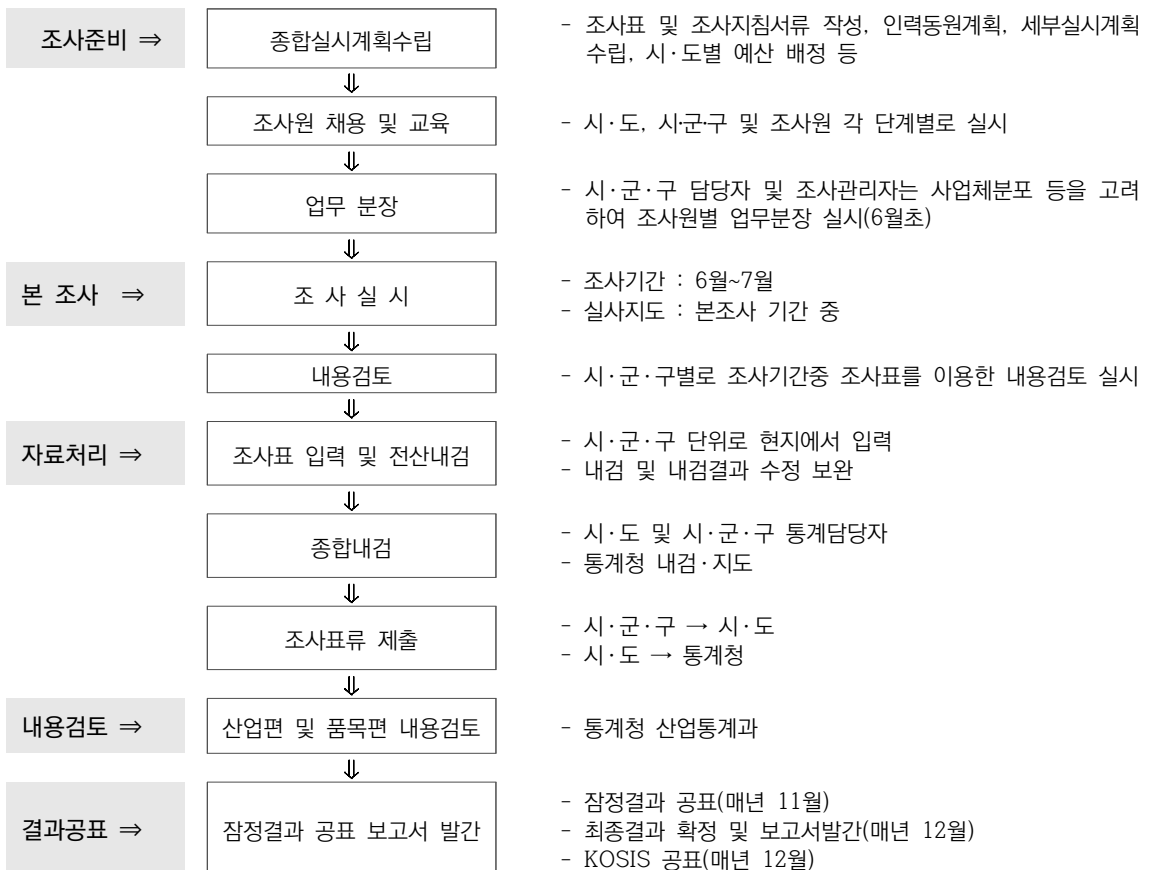 조사준비 ⇒
종합실시계획수립
- 조사표 및 조사지침서류 작성, 인력동원계획, 세부실시계획
수립, 시·도별 예산 배정 등
⇓
조사원 채용 및 교육
- 시·도, 시·군·구 및 조사원 각 단계별로 실시
⇓
업무 분장
- 시·군·구 담당자 및 조사관리자는 사업체분포 등을 고려
하여 조사원별 업무분장 실시(6월초)
⇓
본 조사 ⇒
조 사 실 시
- 조사기간 : 6월~7월
- 실사지도 : 본조사 기간 중
⇓
내용검토
- 시·군·구별로 조사기간중 조사표를 이용한 내용검토 실시
⇓
자료처리 ⇒
조사표 입력 및 전산내검
- 시·군·구 단위로 현지에서 입력
- 내검 및 내검결과 수정 보완
⇓
종합내검
- 시·도 및 시·군·구 통계담당자
- 통계청 내검·지도
⇓
조사표류 제출
- 시·군·구 → 시·도
- 시·도 → 통계청
⇓
내용검토 ⇒
산업편 및 품목편 내용검토
- 통계청 산업통계과
⇓
결과공표 ⇒
잠정결과 공표 보고서 발간
- 잠정결과 공표(매년 11월)
- 최종결과 확정 및 보고서발간(매년 12월)
- KOSIS 공표(매년 12월)